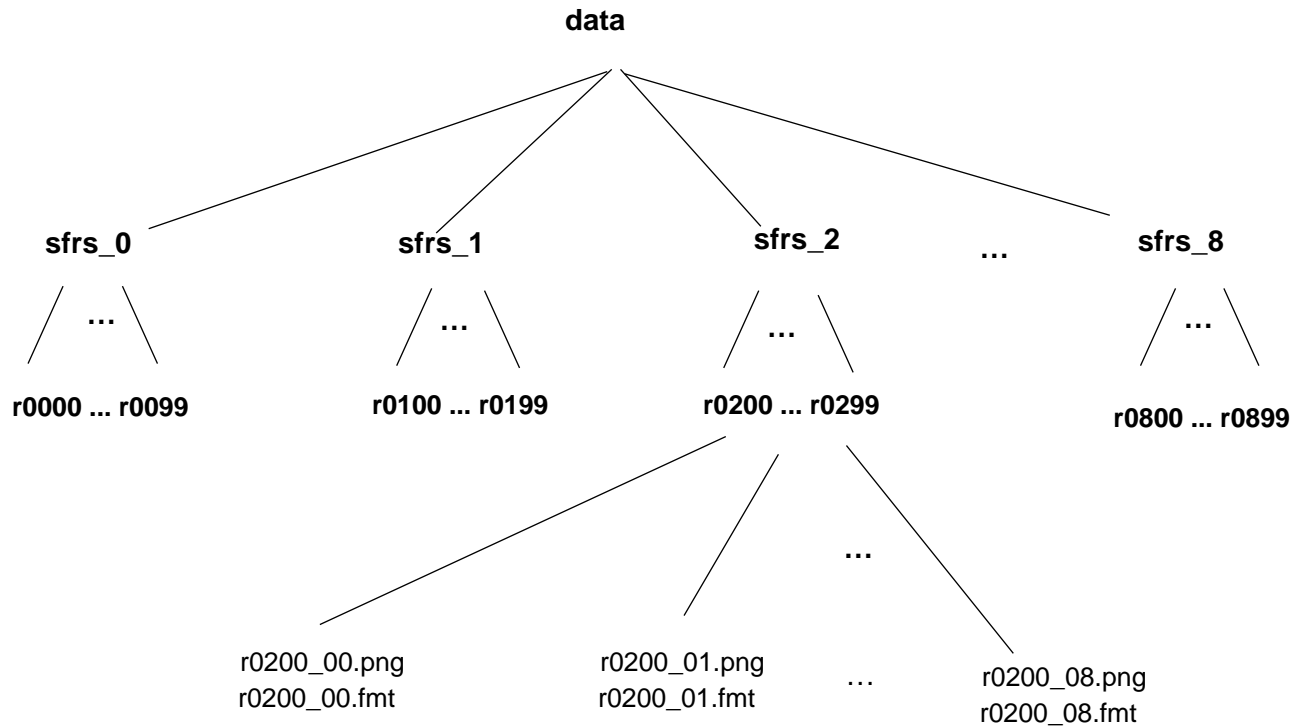 data
sfrs_0
sfrs_1
sfrs_2
...
sfrs_8
...
...
...
...
r0000 ... r0099
r0100 ... r0199
r0200 ... r0299
r0800 ... r0899
...
r0200_00.png
r0200_00.fmt
r0200_01.png
r0200_01.fmt
...
r0200_08.png
r0200_08.fmt